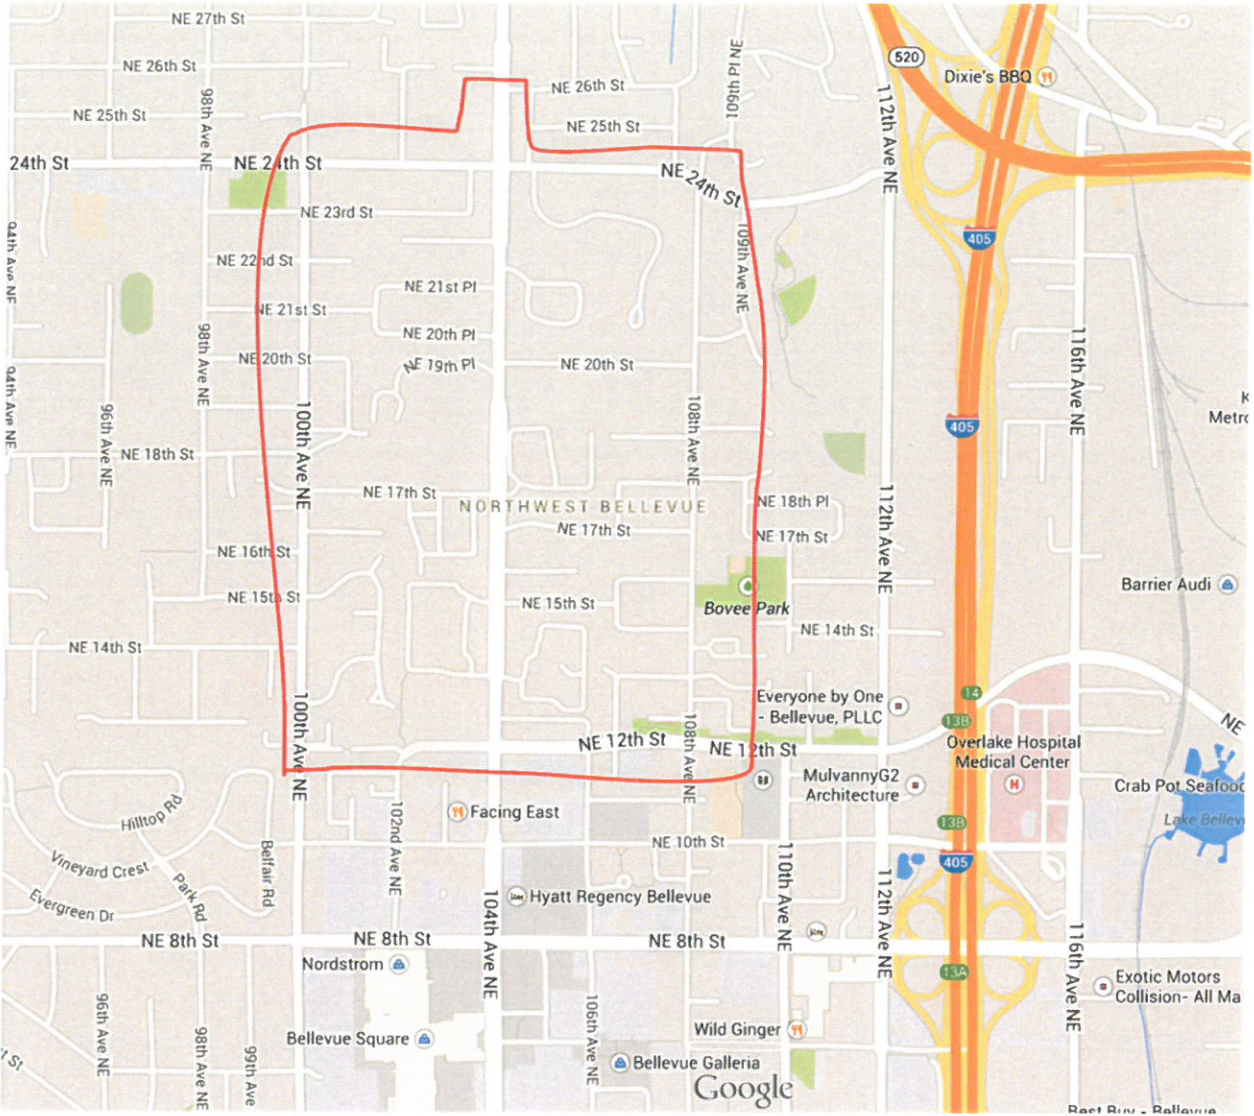 NE 27th St
NE 26th St
NE 25th St
98th Ave NE
NE 26th St
NE 25th St
109th Pl NE
520
Dixie's BBQ
112th Ave NE
24th St
NE 24th St
NE 24th St
NE 23rd St
94th Ave NE
NE 22nd St
109th Ave NE
405
NE 21st Pl
NE 21st St
NE 20th Pl
NE 20th St
NE 19th Pl
NE 20th St
98th Ave NE
94th Ave NE
96th Ave NE
100th Ave NE
108th Ave NE
116th Ave NE
405
K
Metro
NE 18th St
NE 17th St
NORTHWEST BELLEVUE
NE 17th St
NE 18th Pl
NE 17th St
112th Ave NE
NE 16th St
NE 15th St
NE 15th St
Bovee Park
Barrier Audi
NE 14th St
NE 14th St
Everyone by One
- Bellevue, PLLC
14
13B
100th Ave NE
108th Ave NE
NE 12th St
NE 12th St
NE
Overlake Hospital
Medical Center
H
MulvannyG2
Architecture
Crab Pot Seafood
Lake Bellev
Hilltop Rd
102nd Ave NE
Facing East
13B
NE 10th St
405
Vineyard Crest
Park Rd
Belfair Rd
Evergreen Dr
104th Ave NE
Hyatt Regency Bellevue
110th Ave NE
112th Ave NE
116th Ave NE
NE 8th St
NE 8th St
NE 8th St
Nordstrom
13A
Exotic Motors
Collision- All Ma
96th Ave NE
98th Ave NE
99th Ave
Bellevue Square
106th Ave NE
Wild Ginger
Bellevue Galleria
st St
Google
Best Buy - Bellevue